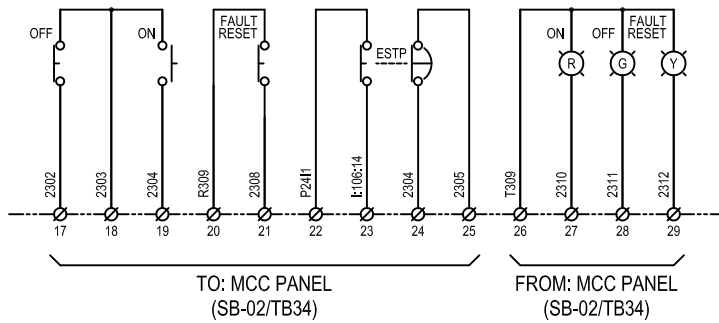 OFF ON FAULT RESET ESTP ON OFF FAULT RESET
R G Y
2302 2303 2304 R309 2308 P24I1 I:106:14 2304 2305 T309 2310 2311 2312
17 18 19 20 21 22 23 24 25 26 27 28 29
TO: MCC PANEL
(SB-02/TB34)
FROM: MCC PANEL
(SB-02/TB34)